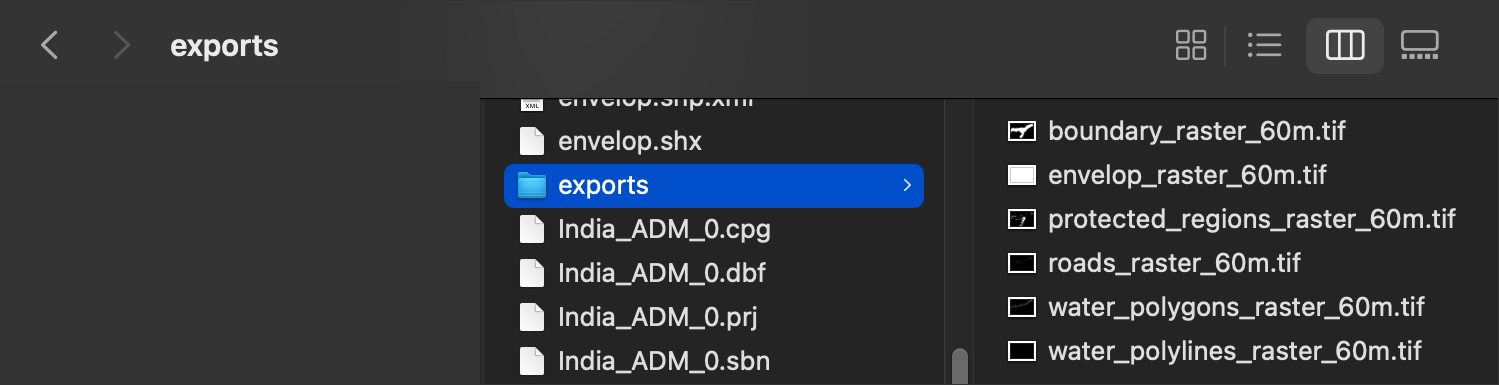 exports
envelop.shp.xml
envelop.shx
exports
India_ADM_0.cpg
India_ADM_0.dbf
India_ADM_0.prj
India_ADM_0.sbn
boundary_raster_60m.tif
envelop_raster_60m.tif
protected_regions_raster_60m.tif
roads_raster_60m.tif
water_polygons_raster_60m.tif
water_polylines_raster_60m.tif